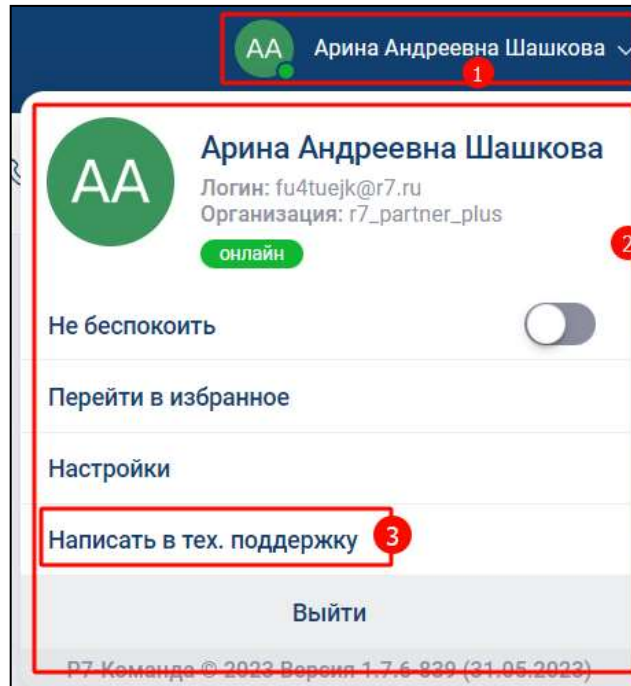 АА Арина Андреевна Шашкова
1
АА
Арина Андреевна Шашкова
Логин: fu4tuejk@r7.ru
Организация: r7_partner_plus
онлайн
2
Не беспокоить
Перейти в избранное
Настройки
Написать в тех. поддержку 3
Выйти
Р7-Команда © 2023 Версия 1.7.6-839 (31.05.2023)